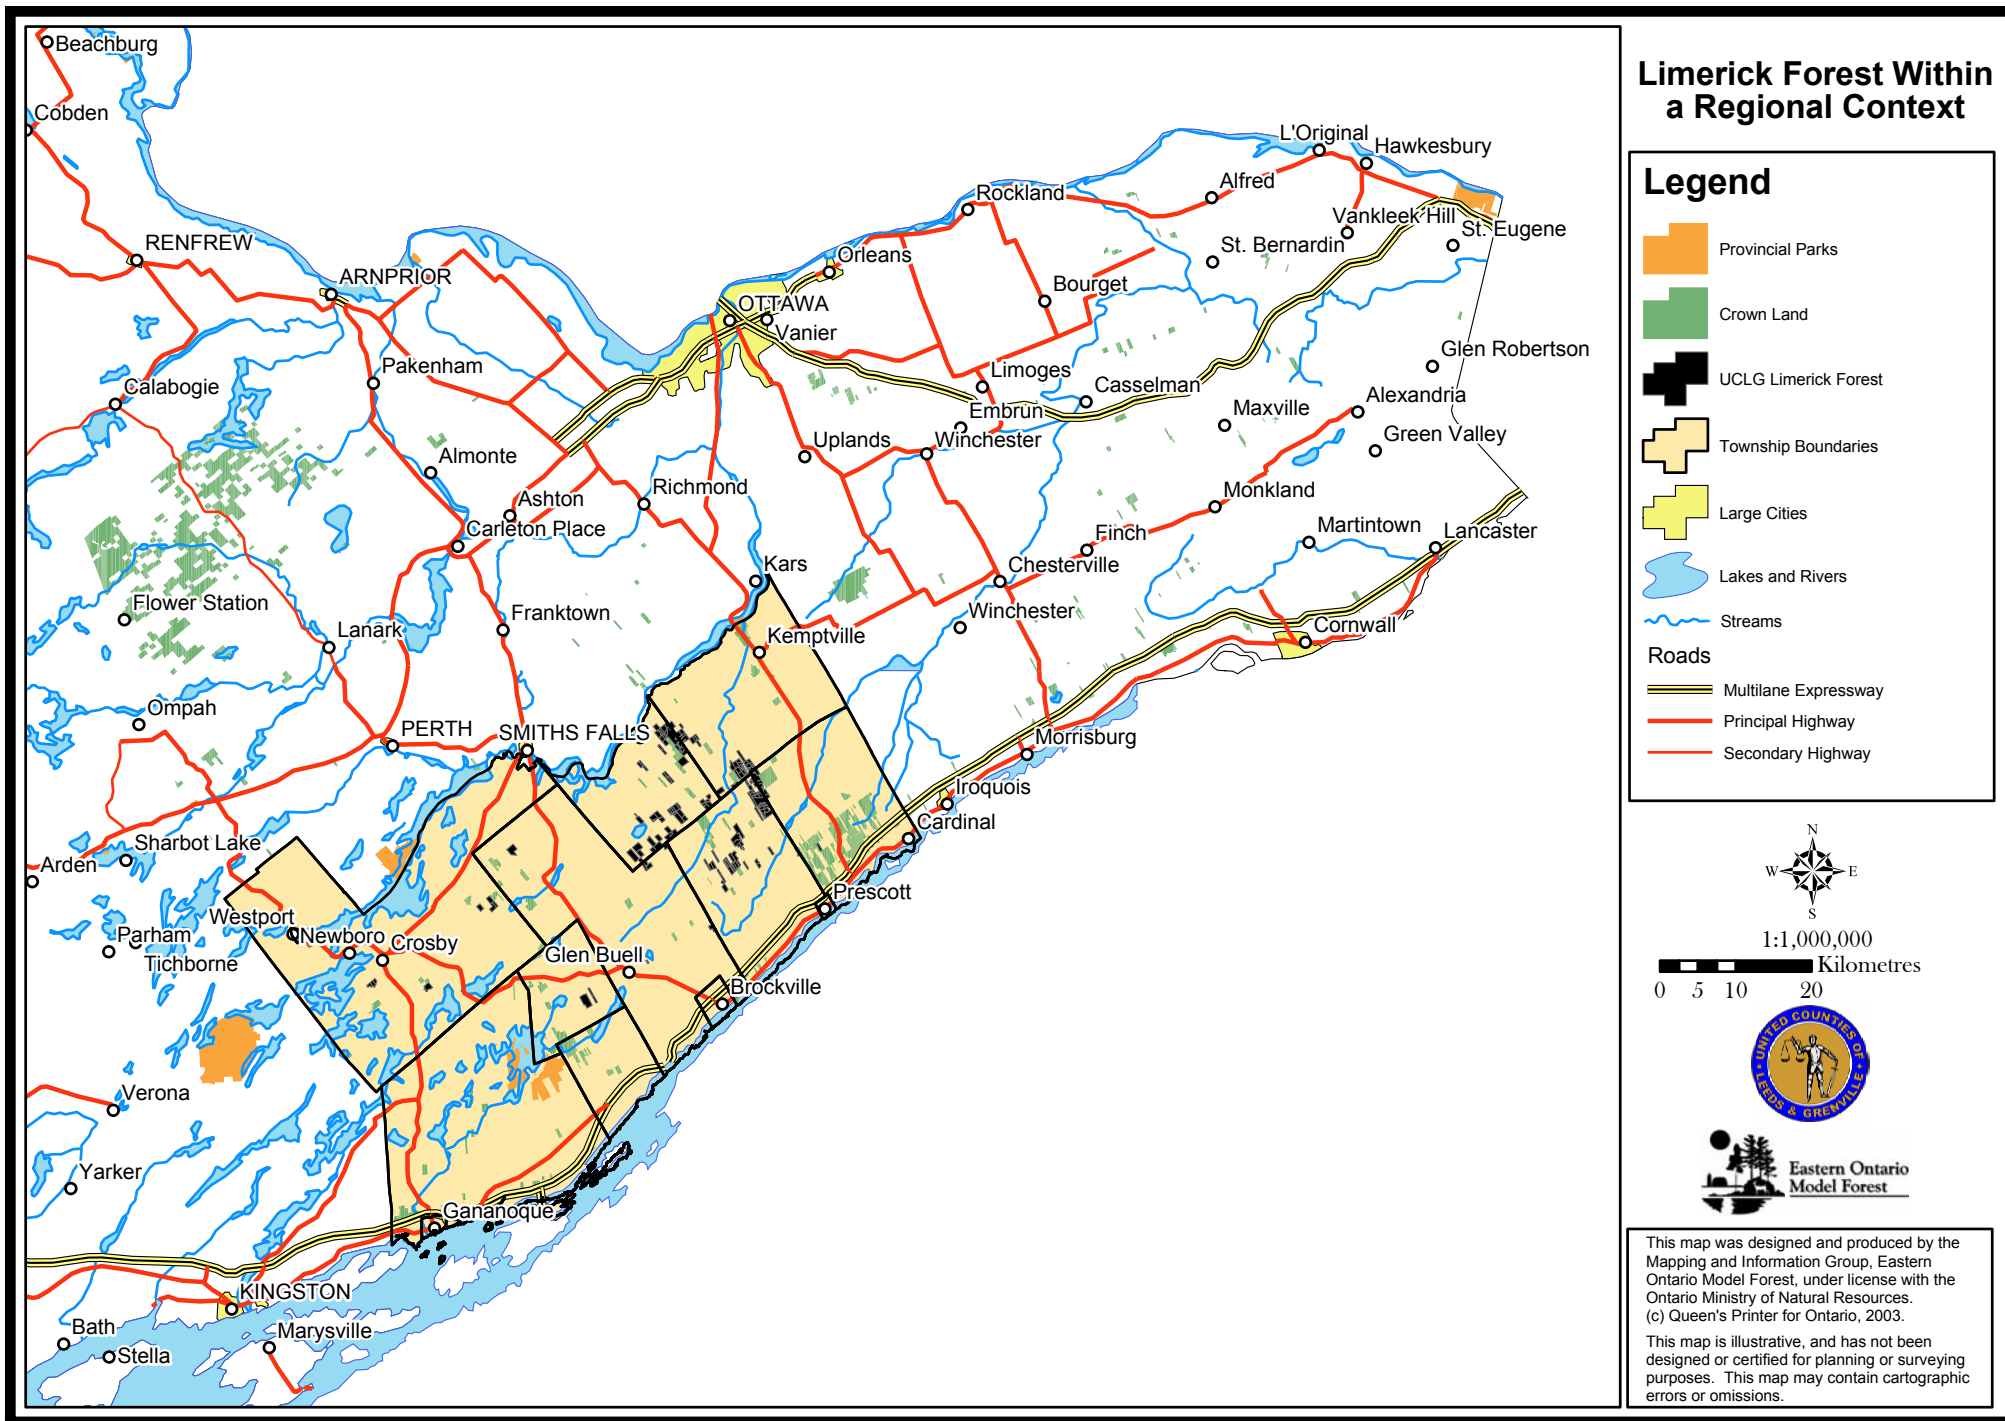 Limerick Forest Within
a Regional Context
Legend
Provincial Parks
Crown Land
UCLG Limerick Forest
Township Boundaries
Large Cities
Lakes and Rivers
Streams
Roads
Multilane Expressway
Principal Highway
Secondary Highway
N
W E
S
1:1,000,000
Kilometres
0 5 10 20
UNITED COUNTIES OF
LEEDS & GRENVILLE
Eastern Ontario
Model Forest
This map was designed and produced by the
Mapping and Information Group, Eastern
Ontario Model Forest, under license with the
Ontario Ministry of Natural Resources.
(c) Queen's Printer for Ontario, 2003.
This map is illustrative, and has not been
designed or certified for planning or surveying
purposes. This map may contain cartographic
errors or omissions.
Beachburg
Cobden
L'Original
Hawkesbury
Alfred
Rockland
Vankleek Hill
St. Eugene
St. Bernardin
RENFREW
Orleans
ARNPRIOR
Bourget
OTTAWA
Vanier
Glen Robertson
Pakenham
Limoges
Calabogie
Casselman
Alexandria
Embrun
Maxville
Green Valley
Winchester
Uplands
Almonte
Richmond
Monkland
Ashton
Martintown
Lancaster
Carleton Place
Finch
Chesterville
Kars
Flower Station
Franktown
Winchester
Lanark
Kemptville
Cornwall
Ompah
PERTH
SMITHS FALLS
Morrisburg
Iroquois
Cardinal
Sharbot Lake
Arden
Prescott
Westport
Newboro
Crosby
Parham
Tichborne
Glen Buell
Brockville
Verona
Yarker
Gananoque
KINGSTON
Bath
Marysville
Stella